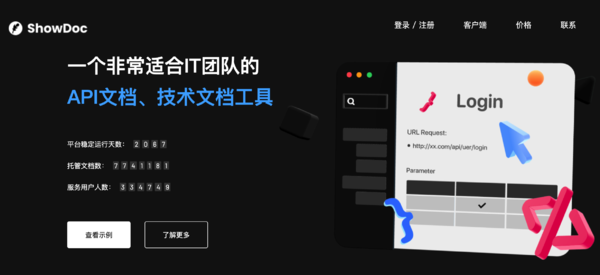 ShowDoc
登录 / 注册
客户端
价格
联系
一个非常适合IT团队的
API文档、技术文档工具
平台稳定运行天数： 2 0 8 7
托管文档数： 7 7 4 1 1 8 1
服务用户人数： 3 3 4 7 4 9
查看示例
了解更多
Login
URL Request:
• http://xx.com/api/uer/login
Parameter